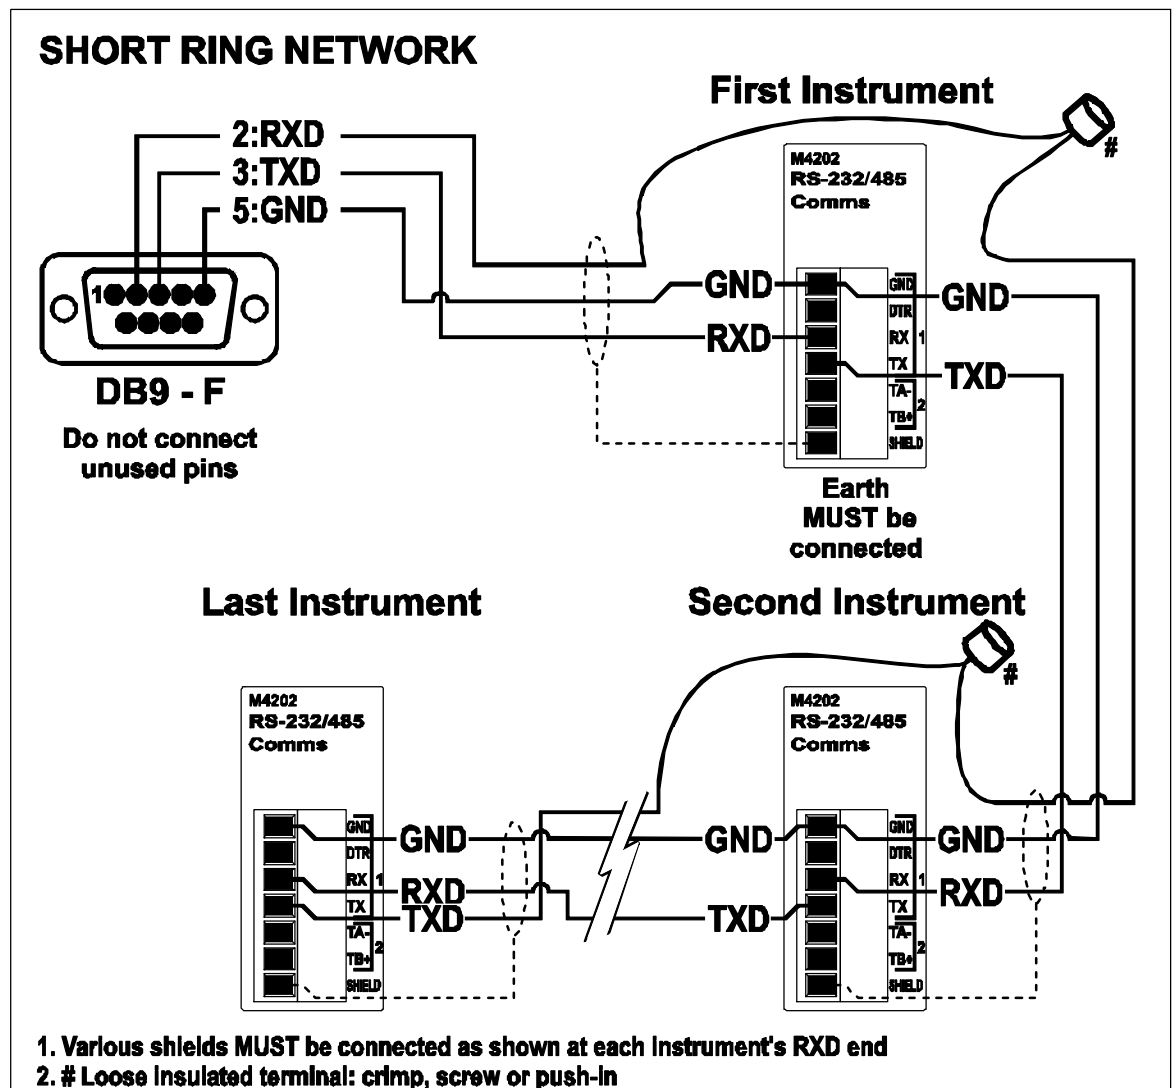 SHORT RING NETWORK
First Instrument
#
2:RXD
3:TXD
5:GND
1
DB9 - F
Do not connect
unused pins
M4202
RS-232/485
Comms
GND
RXD
GND
DTR
RX
1
TX
TA-
2
TB+
SHIELD
GND
TXD
Earth
MUST be
connected
Last Instrument
Second Instrument
#
M4202
RS-232/485
Comms
GND
DTR
RX
1
TX
TA-
2
TB+
SHIELD
GND
RXD
TXD
M4202
RS-232/485
Comms
GND
TXD
GND
DTR
RX
1
TX
TA-
2
TB+
SHIELD
GND
RXD
1. Various shields MUST be connected as shown at each instrument's RXD end
2. # Loose insulated terminal: crimp, screw or push-in